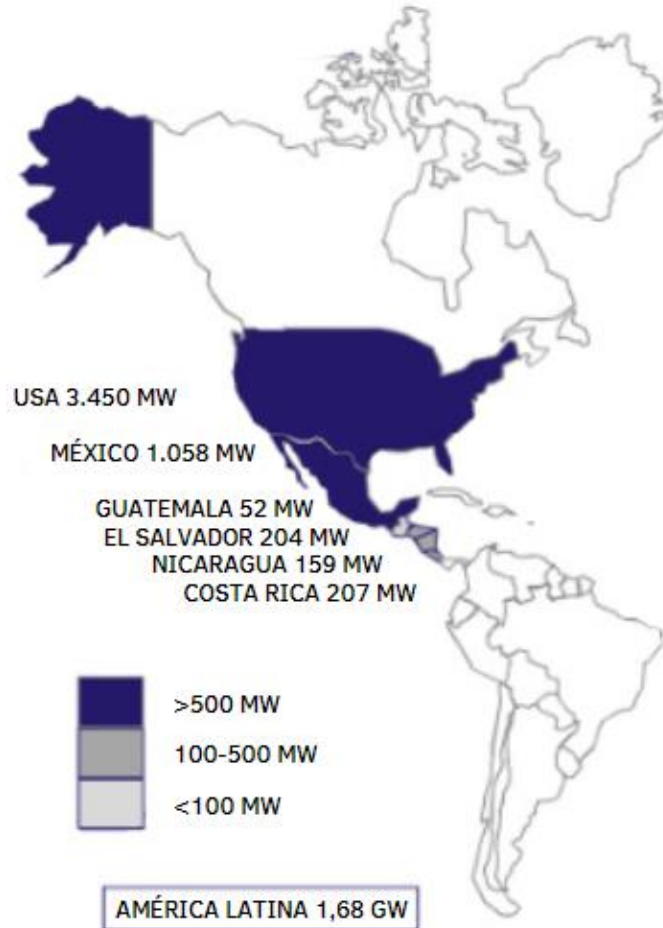 USA 3.450 MW
MÉXICO 1.058 MW
GUATEMALA 52 MW
EL SALVADOR 204 MW
NICARAGUA 159 MW
COSTA RICA 207 MW
>500 MW
100-500 MW
<100 MW
AMÉRICA LATINA 1,68 GW